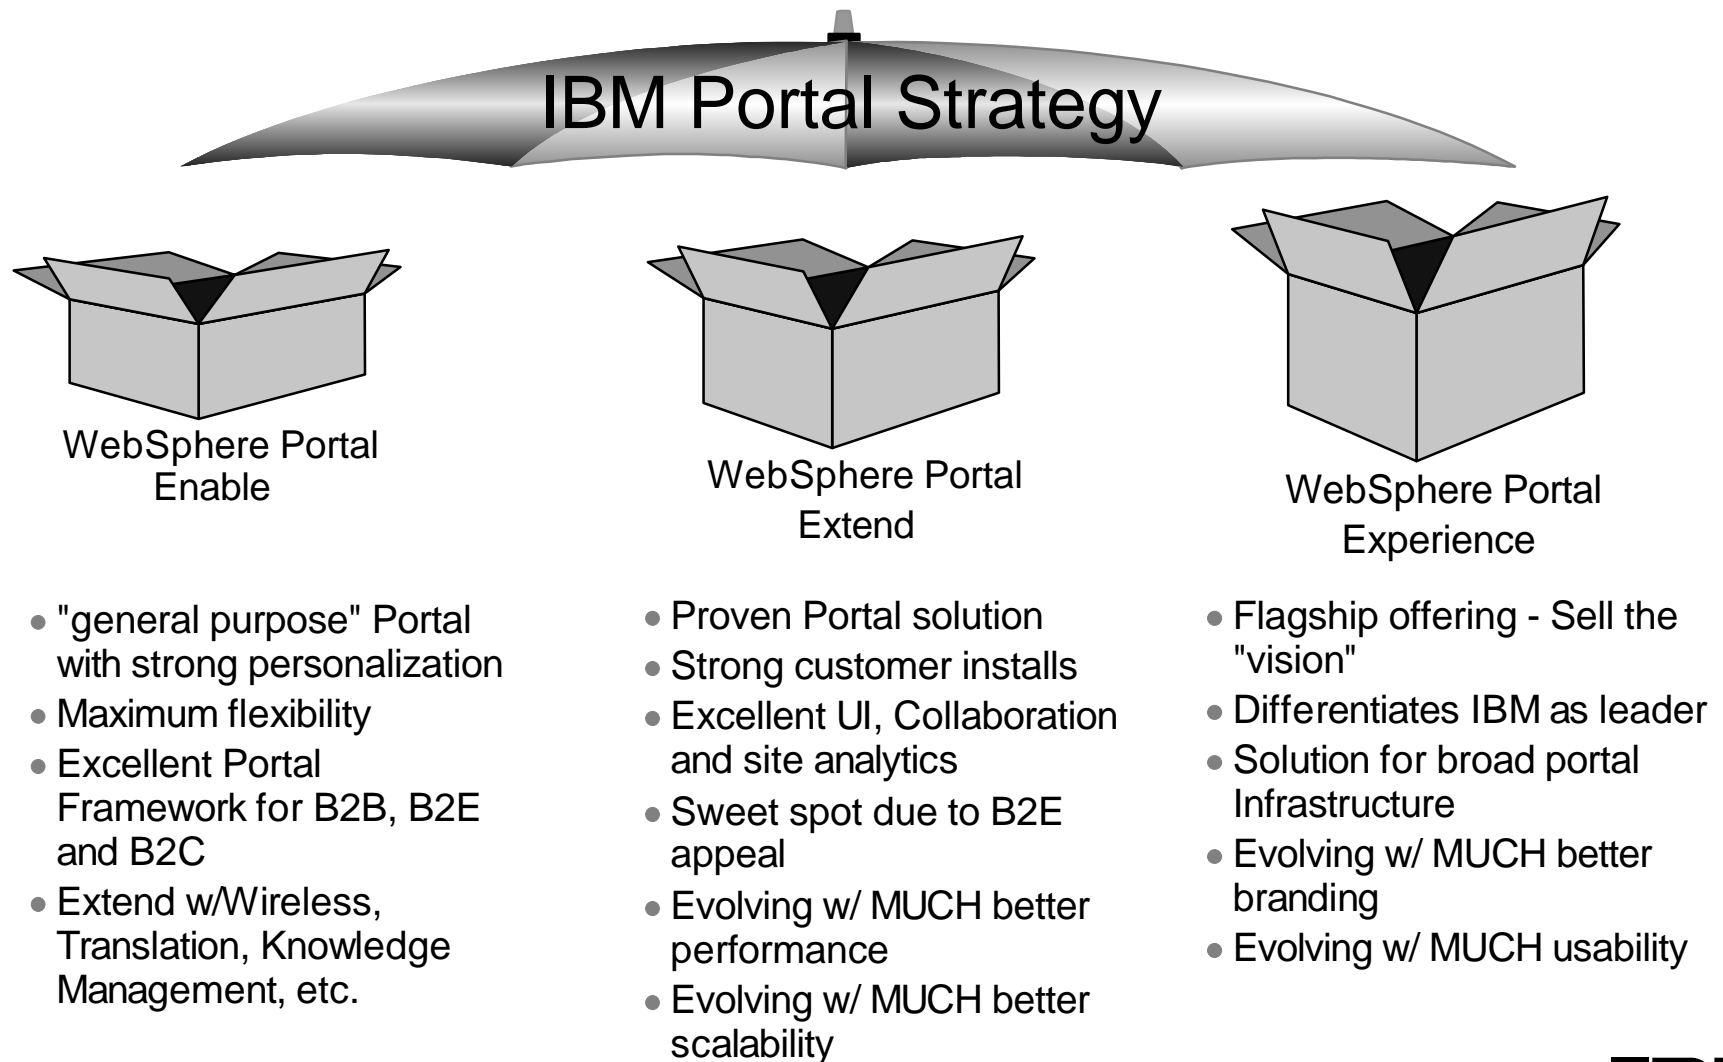 IBM Portal Strategy
WebSphere Portal
Enable
WebSphere Portal
Extend
WebSphere Portal
Experience
"general purpose" Portal
with strong personalization
Maximum flexibility
Excellent Portal
Framework for B2B, B2E
and B2C
Extend w/Wireless,
Translation, Knowledge
Management, etc.
Proven Portal solution
Strong customer installs
Excellent UI, Collaboration
and site analytics
Sweet spot due to B2E
appeal
Evolving w/ MUCH better
performance
Evolving w/ MUCH better
scalability
Flagship offering - Sell the
"vision"
Differentiates IBM as leader
Solution for broad portal
Infrastructure
Evolving w/ MUCH better
branding
Evolving w/ MUCH usability